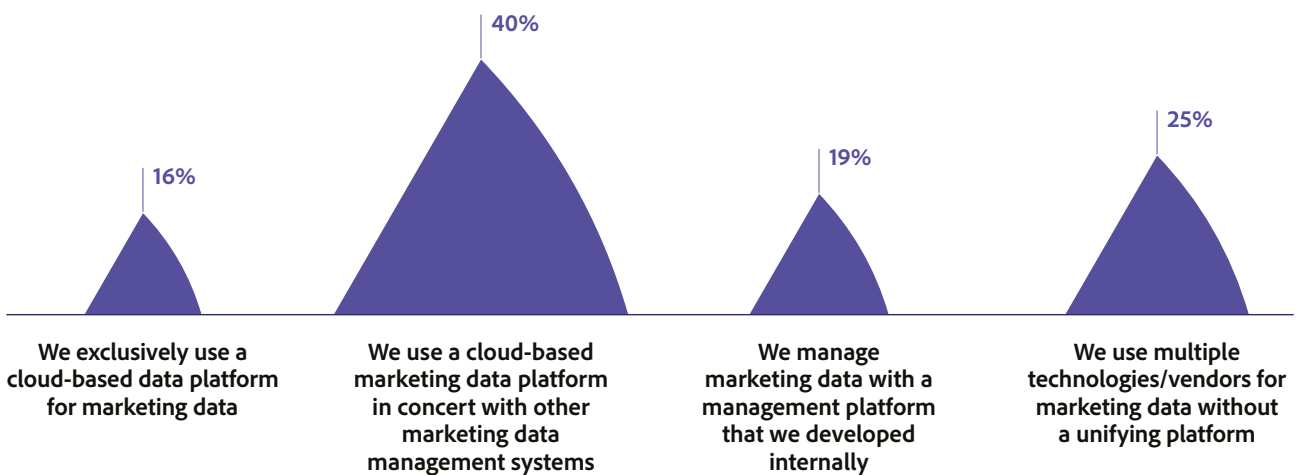 40%
25%
19%
16%
We exclusively use a
cloud-based data platform
for marketing data
We use a cloud-based
marketing data platform
in concert with other
marketing data
management systems
We manage
marketing data with a
management platform
that we developed
internally
We use multiple
technologies/vendors for
marketing data without
a unifying platform